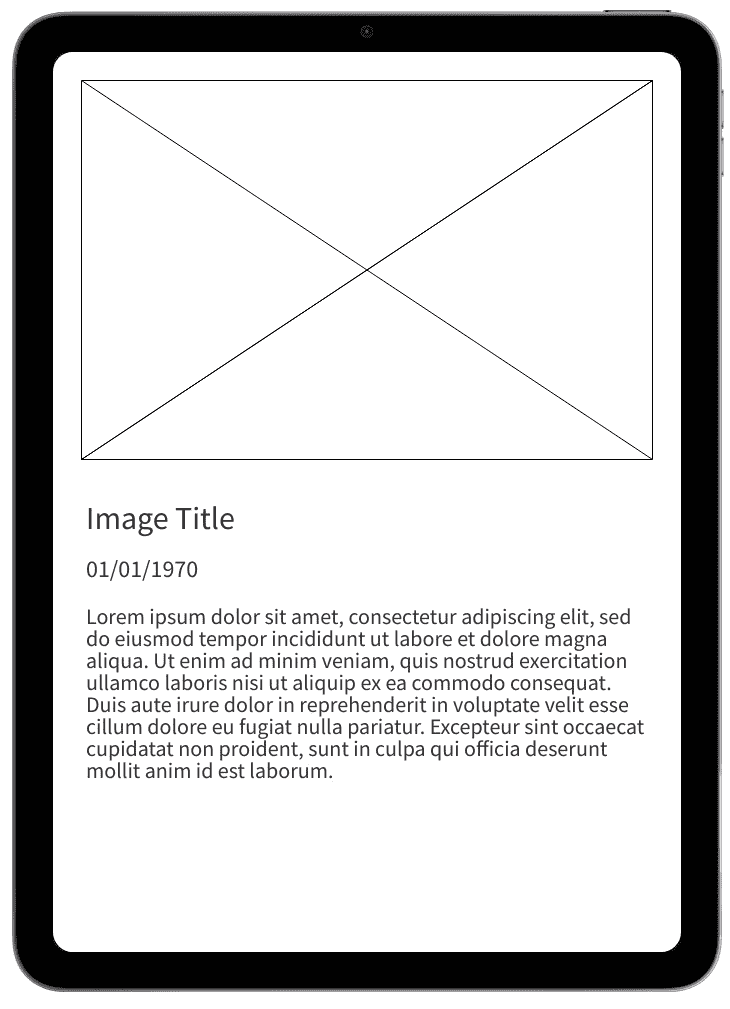 Image Title
01/01/1970
Lorem ipsum dolor sit amet, consectetur adipiscing elit, sed
do eiusmod tempor incididunt ut labore et dolore magna
aliqua. Ut enim ad minim veniam, quis nostrud exercitation
ullamco laboris nisi ut aliquip ex ea commodo consequat.
Duis aute irure dolor in reprehenderit in voluptate velit esse
cillum dolore eu fugiat nulla pariatur. Excepteur sint occaecat
cupidatat non proident, sunt in culpa qui officia deserunt
mollit anim id est laborum.